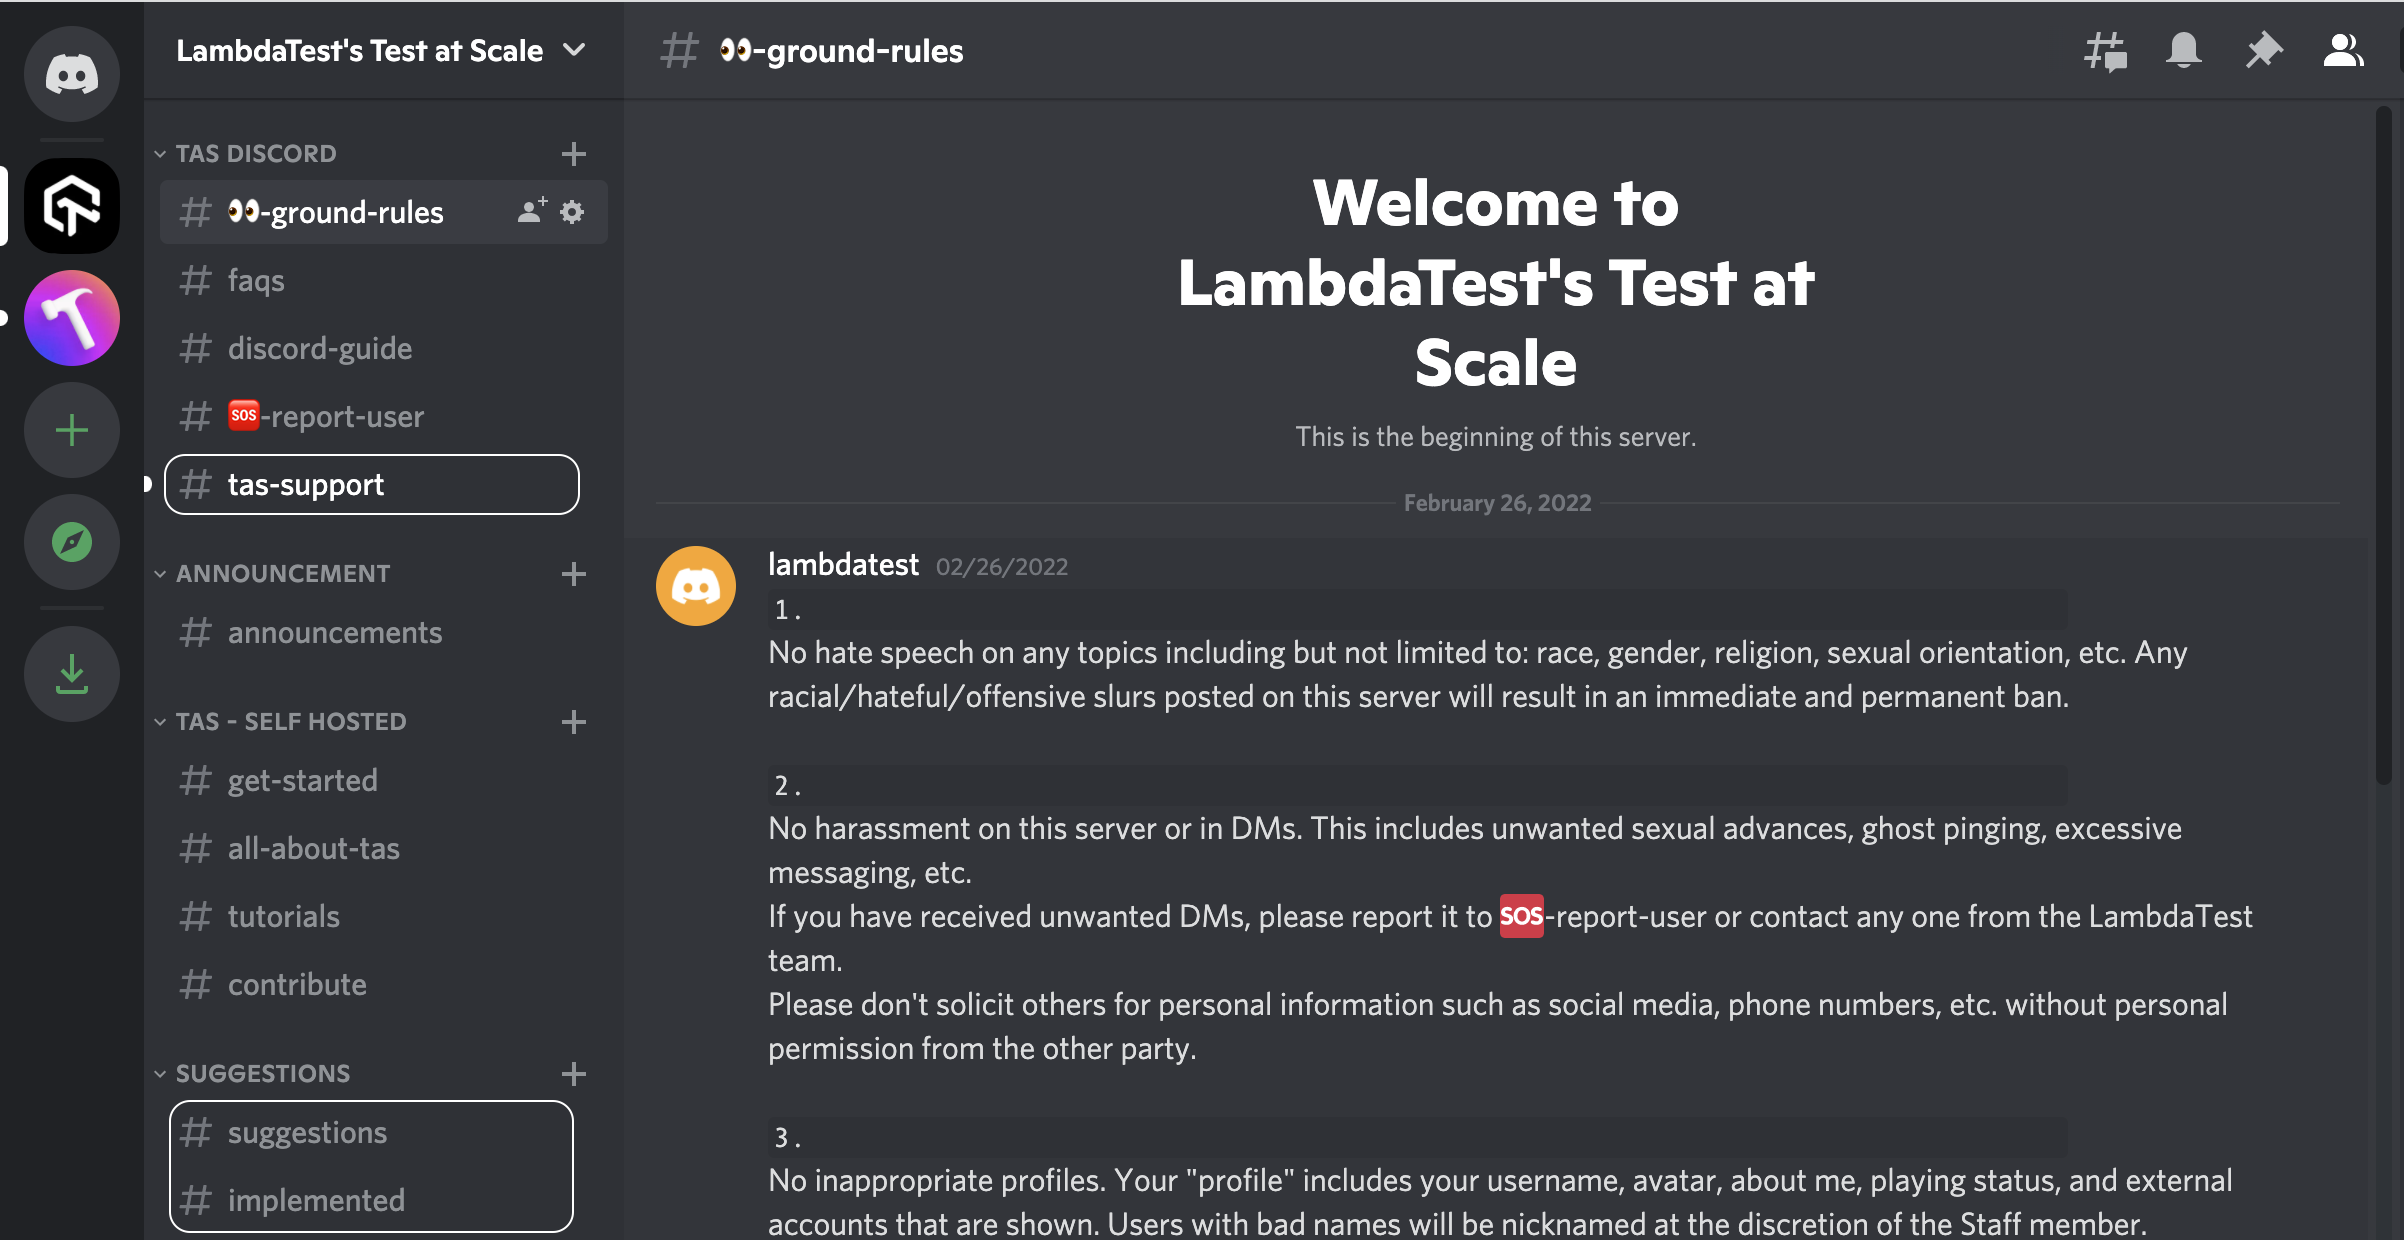 LambdaTest's Test at Scale
TAS DISCORD
# 👀-ground-rules
# faqs
# discord-guide
# 🆘-report-user
# tas-support
ANNOUNCEMENT
# announcements
TAS - SELF HOSTED
# get-started
# all-about-tas
# tutorials
# contribute
SUGGESTIONS
# suggestions
# implemented
# 👀-ground-rules
Welcome to
LambdaTest's Test at
Scale
This is the beginning of this server.
February 26, 2022
lambdatest 02/26/2022
1.
No hate speech on any topics including but not limited to: race, gender, religion, sexual orientation, etc. Any
racial/hateful/offensive slurs posted on this server will result in an immediate and permanent ban.
2.
No harassment on this server or in DMs. This includes unwanted sexual advances, ghost pinging, excessive
messaging, etc.
If you have received unwanted DMs, please report it to 🆘-report-user or contact any one from the LambdaTest
team.
Please don't solicit others for personal information such as social media, phone numbers, etc. without personal
permission from the other party.
3.
No inappropriate profiles. Your "profile" includes your username, avatar, about me, playing status, and external
accounts that are shown. Users with bad names will be nicknamed at the discretion of the Staff member.